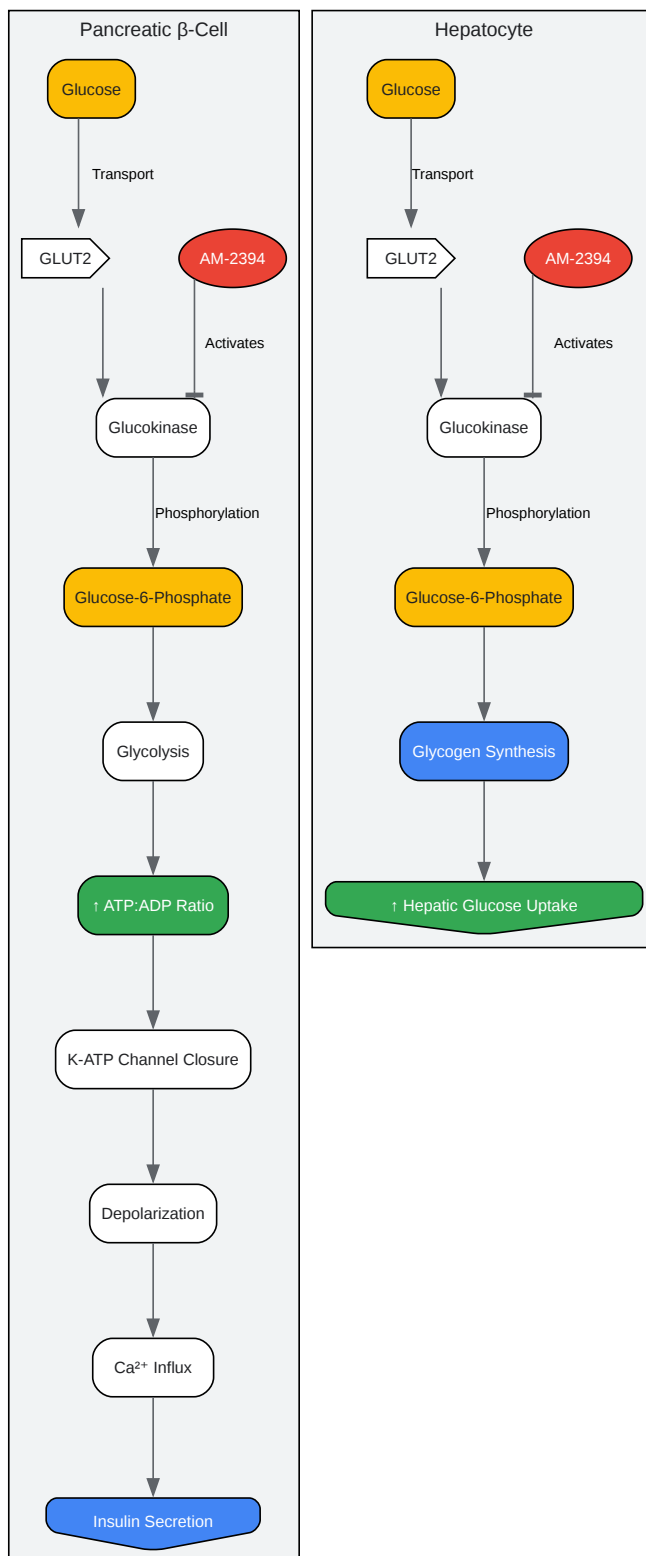 Pancreatic β-Cell
Glucose
Transport
GLUT2
AM-2394
Activates
Glucokinase
Phosphorylation
Glucose-6-Phosphate
Glycolysis
↑ ATP:ADP Ratio
K-ATP Channel Closure
Depolarization
Ca²⁺ Influx
Insulin Secretion
Hepatocyte
Glucose
Transport
GLUT2
AM-2394
Activates
Glucokinase
Phosphorylation
Glucose-6-Phosphate
Glycogen Synthesis
↑ Hepatic Glucose Uptake